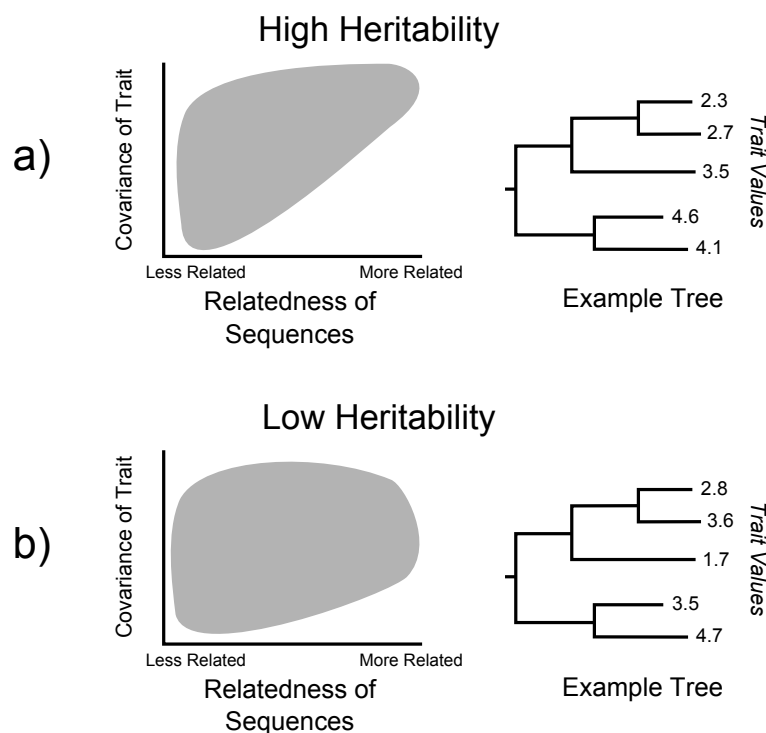 High Heritability
a)
Covariance of Trait
Less Related
More Related
Relatedness of
Sequences
2.3
2.7
3.5
4.6
4.1
Trait Values
Example Tree
Low Heritability
b)
Covariance of Trait
Less Related
More Related
Relatedness of
Sequences
2.8
3.6
1.7
3.5
4.7
Trait Values
Example Tree